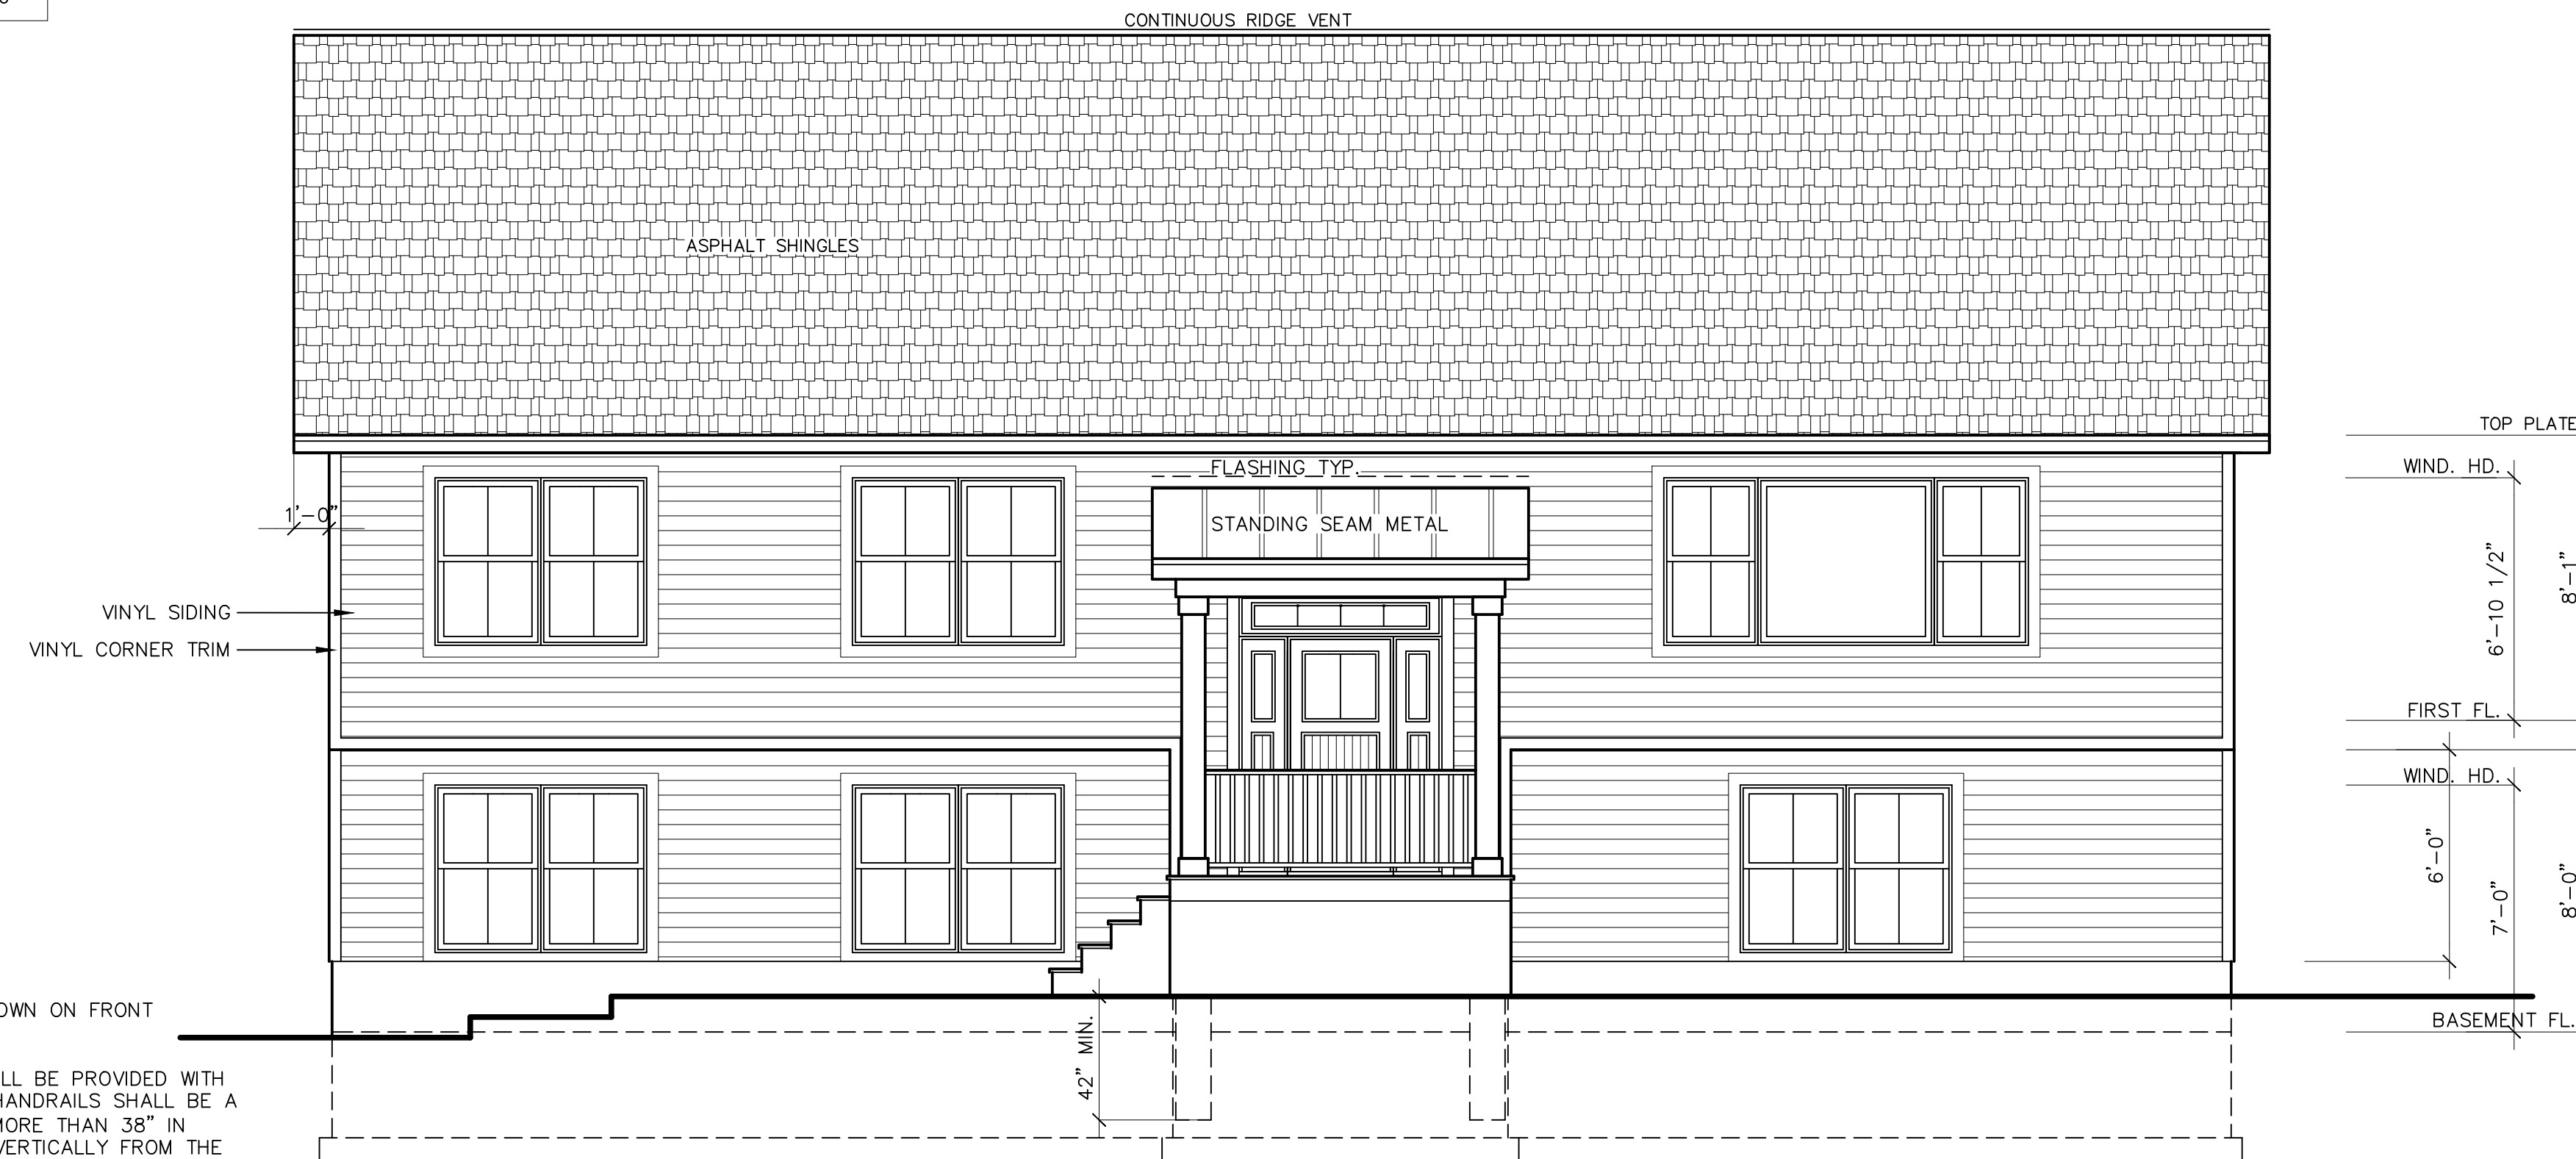 CONTINUOUS RIDGE VENT
ASPHALT SHINGLES
TOP PLATE
FLASHING TYP.
WIND. HD.
1'-0"
STANDING SEAM METAL
6'-10 1/2"
8'-1"
VINYL SIDING
VINYL CORNER TRIM
FIRST FL.
WIND. HD.
6'-0"
7'-0"
8'-0"
OWN ON FRONT
BASEMENT FL.
42" MIN.
LL BE PROVIDED WITH
HANDRAILS SHALL BE A
MORE THAN 38" IN
VERTICALLY FROM THE